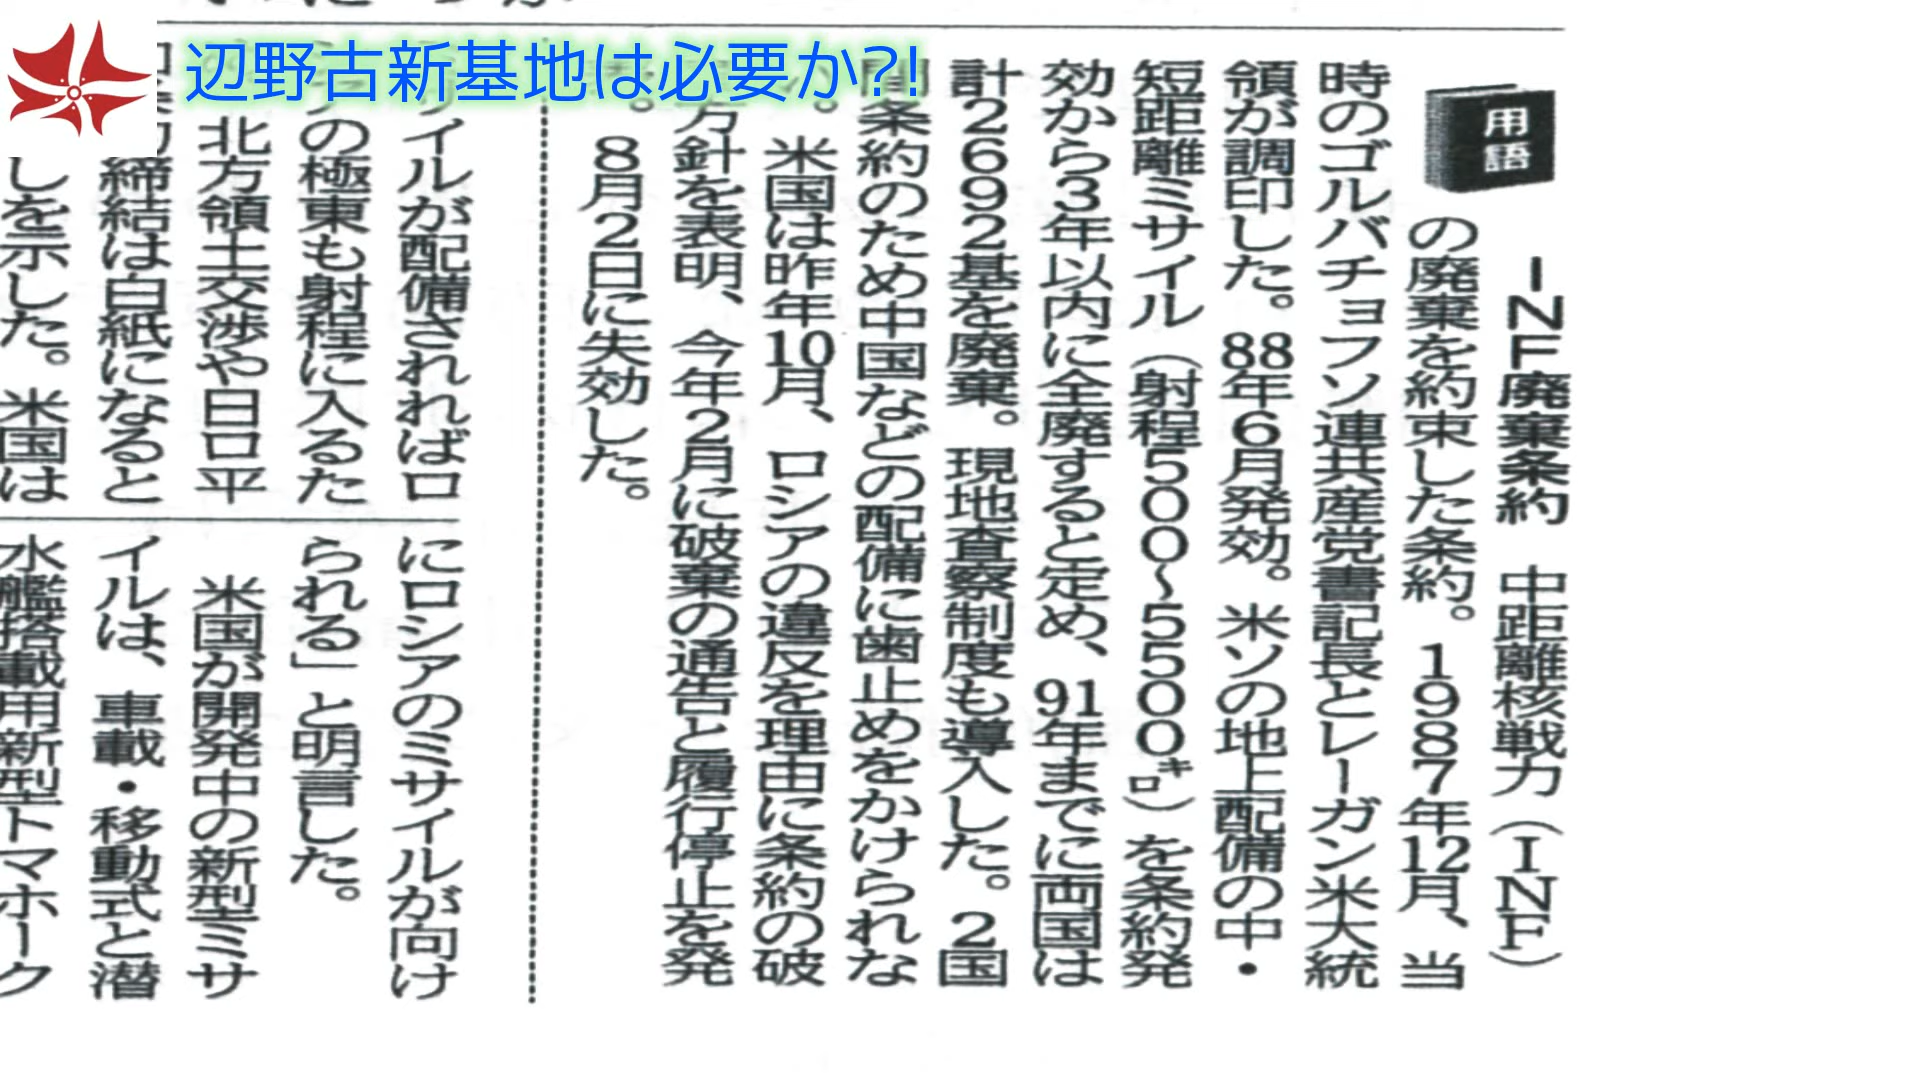 辺野古新基地は必要か?!
用語
INF廃棄条約 中距離核戦力(INF)
の廃棄を約束した条約。1987年12月、当
時のゴルバチョフソ連共産党書記長とレーガン米大統
領が調印した。88年6月発効。米ソの地上配備の中・
短距離ミサイル(射程500〜5500㌔)を条約発
効から3年以内に全廃すると定め、91年までに両国は
計2692基を廃棄。現地査察制度も導入した。2国
間条約のため中国などの配備に歯止めをかけられな
い。米国は昨年10月、ロシアの違反を理由に条約の破
方針を表明、今年2月に破棄の通告と履行停止を発
。8月2日に失効した。
イルが配備されればロ
の極東も射程に入るた
北方領土交渉や日ロ平
締結は白紙になると
しを示した。米国は
にロシアのミサイルが向け
られる」と明言した。
米国が開発中の新型ミサ
イルは、車載・移動式と潜
水艦搭載用新型トマホーク